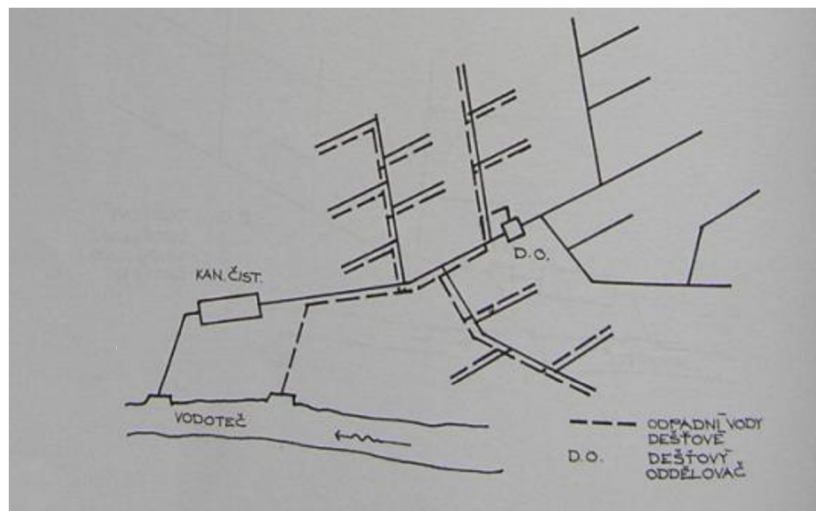 KAN. ČIST.
D.O.
VODOTEČ
ODPADNÍ VODY
DEŠŤOVÉ
D.O. DEŠŤOVÝ
ODDĚLOVAČ